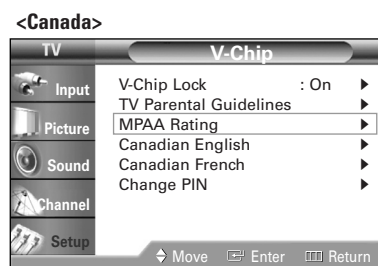 <Canada>
TV
V-Chip
Input
Picture
Sound
Channel
Setup
V-Chip Lock : On
TV Parental Guidelines
MPAA Rating
Canadian English
Canadian French
Change PIN
Move Enter Return